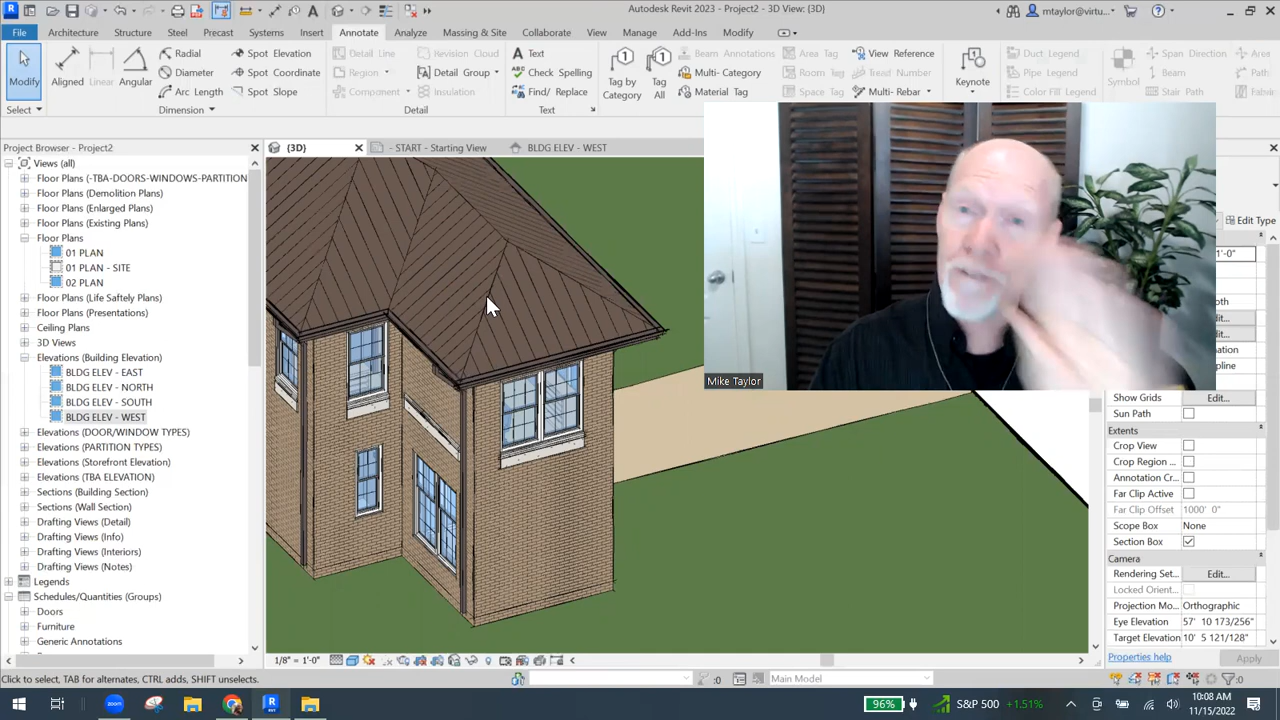 Autodesk Revit 2023 - Project2 - 3D View: {3D}
mtaylor@virtu...
File Architecture Structure Steel Precast Systems Insert Annotate Analyze Massing & Site Collaborate View Manage Add-Ins Modify
Modify
Select
Aligned
Linear
Angular
Radial
Diameter
Arc Length
Spot Elevation
Spot Coordinate
Spot Slope
Dimension
Detail Line
Region
Component
Revision Cloud
Detail Group
Insulation
Detail
Text
Check Spelling
Find/ Replace
Text
Tag by Category
Tag All
Beam Annotations
Multi- Category
Material Tag
Area Tag
Room Tag
Space Tag
View Reference
Tread Number
Multi- Rebar
Keynote
Duct Legend
Pipe Legend
Color Fill Legend
Symbol
Span Direction
Beam
Stair Path
Area
Project Browser - Project2
{3D}
- START - Starting View
BLDG ELEV - WEST
Views (all)
Floor Plans (-TBA-DOORS-WINDOWS-PARTITION
Floor Plans (Demolition Plans)
Floor Plans (Enlarged Plans)
Floor Plans (Existing Plans)
Floor Plans
01 PLAN
01 PLAN - SITE
02 PLAN
Floor Plans (Life Saftely Plans)
Floor Plans (Presentations)
Ceiling Plans
3D Views
Elevations (Building Elevation)
BLDG ELEV - EAST
BLDG ELEV - NORTH
BLDG ELEV - SOUTH
BLDG ELEV - WEST
Elevations (DOOR/WINDOW TYPES)
Elevations (PARTITION TYPES)
Elevations (Storefront Elevation)
Elevations (TBA ELEVATION)
Sections (Building Section)
Sections (Wall Section)
Drafting Views (Detail)
Drafting Views (Info)
Drafting Views (Interiors)
Drafting Views (Notes)
Legends
Schedules/Quantities (Groups)
Doors
Furniture
Generic Annotations
Mike Taylor
Edit Type
Show Grids Edit...
Sun Path
Extents
Crop View
Crop Region ...
Annotation Cr...
Far Clip Active
Far Clip Offset 1000' 0"
Scope Box None
Section Box
Camera
Rendering Set... Edit...
Locked Orient...
Projection Mo... Orthographic
Eye Elevation 57' 10 173/256"
Target Elevation 10' 5 121/128"
Properties help
Apply
1/8" = 1'-0"
Click to select, TAB for alternates, CTRL adds, SHIFT unselects.
:0
Main Model
:0
96%
S&P 500 +1.51%
10:08 AM
11/15/2022